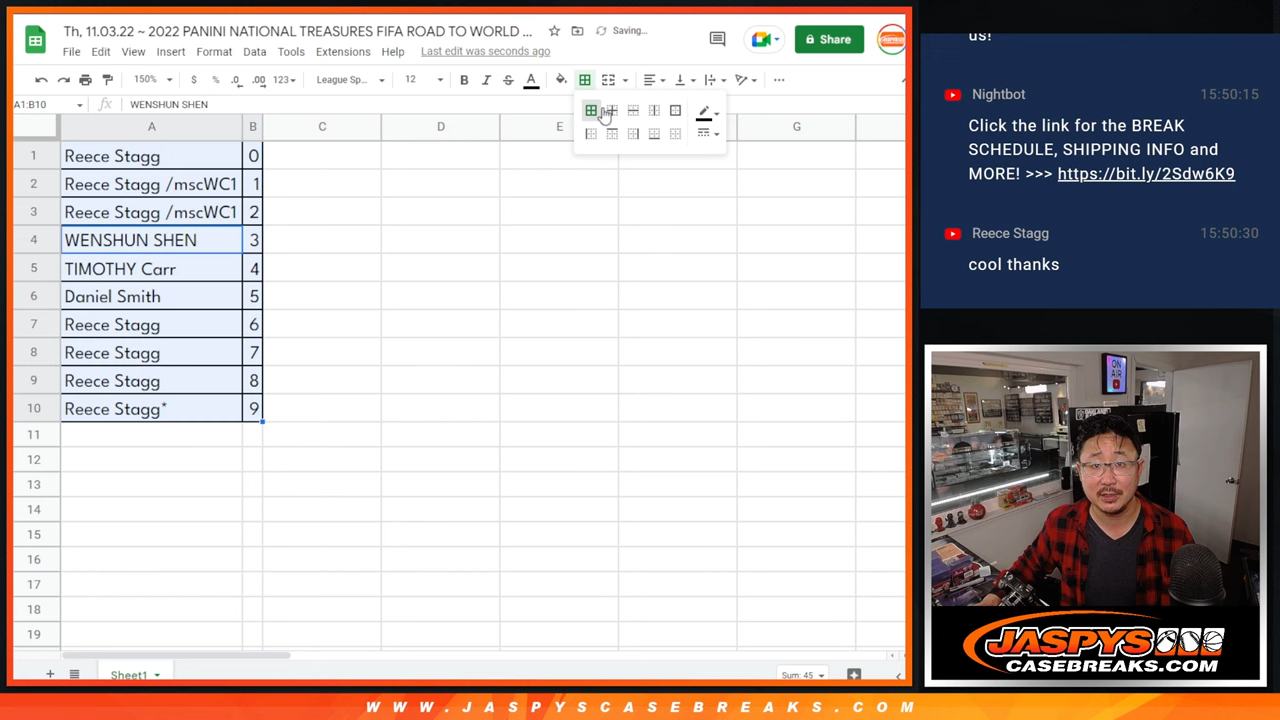 Th, 11.03.22 ~ 2022 PANINI NATIONAL TREASURES FIFA ROAD TO WORLD ...
Saving...
Share
File Edit View Insert Format Data Tools Extensions Help Last edit was seconds ago
150% $ % .0 .00 123 League Sp... 12 B I S A
A1:B10 fx WENSHUN SHEN
A B C D E G
1 Reece Stagg 0
2 Reece Stagg /mscWC1 1
3 Reece Stagg /mscWC1 2
4 WENSHUN SHEN 3
5 TIMOTHY Carr 4
6 Daniel Smith 5
7 Reece Stagg 6
8 Reece Stagg 7
9 Reece Stagg 8
10 Reece Stagg* 9
11
12
13
14
15
16
17
18
19
Sheet1
Sum: 45
us!
Nightbot 15:50:15
Click the link for the BREAK
SCHEDULE, SHIPPING INFO and
MORE! >>> https://bit.ly/2Sdw6K9
Reece Stagg 15:50:30
cool thanks
ON
AIR
JASPYS
CASEBREAKS.COM
WWW.JASPYSCASEBREAKS.COM